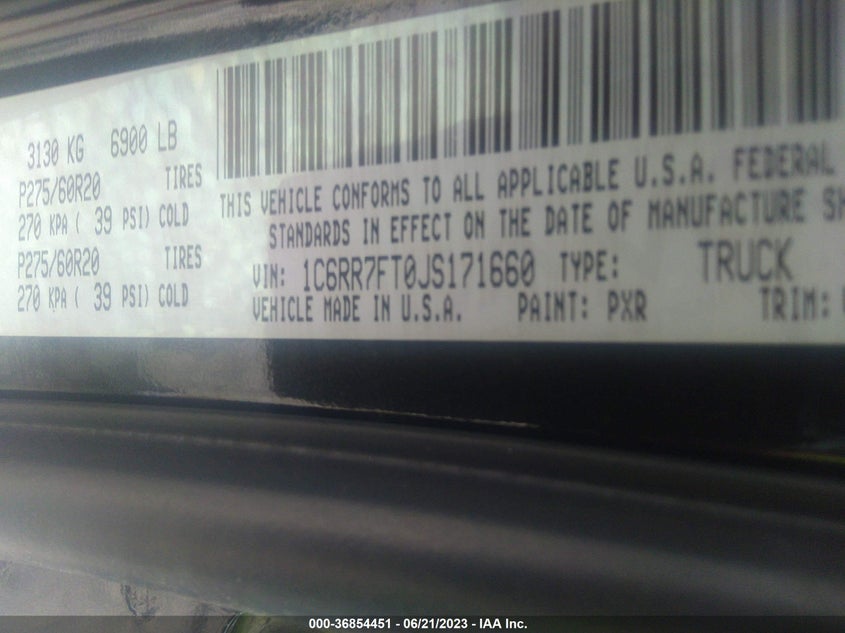 3130 KG 6900 LB
P275/60R20 TIRES
270 KPA ( 39 PSI) COLD
P275/60R20 TIRES
270 KPA ( 39 PSI) COLD
THIS VEHICLE CONFORMS TO ALL APPLICABLE U.S.A. FEDERAL
STANDARDS IN EFFECT ON THE DATE OF MANUFACTURE SH
VIN: 1C6RR7FT0JS171660 TYPE: TRUCK
VEHICLE MADE IN U.S.A. PAINT: PXR TRIM:
000-36854451 - 06/21/2023 - IAA Inc.